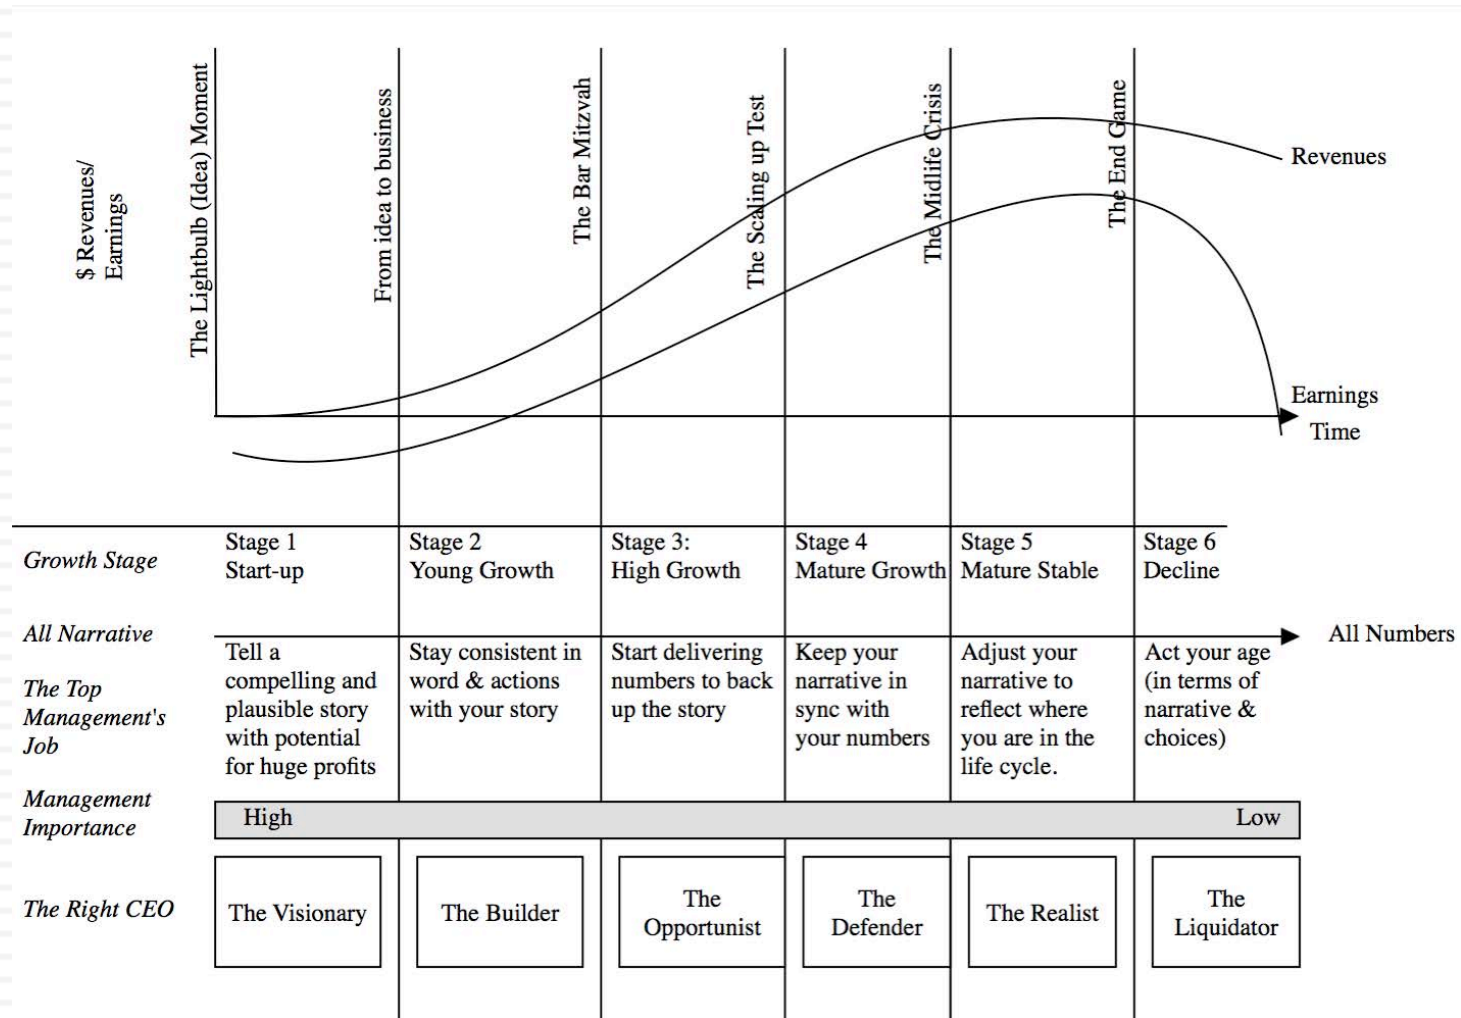 $ Revenues/
Earnings
The Lightbulb (Idea) Moment
From idea to business
The Bar Mitzvah
The Scaling up Test
The Midlife Crisis
The End Game
Revenues
Earnings
Time
Growth Stage
Stage 1
Start-up
Stage 2
Young Growth
Stage 3:
High Growth
Stage 4
Mature Growth
Stage 5
Mature Stable
Stage 6
Decline
All Narrative
All Numbers
The Top
Management's
Job
Tell a
compelling and
plausible story
with potential
for huge profits
Stay consistent in
word & actions
with your story
Start delivering
numbers to back
up the story
Keep your
narrative in
sync with
your numbers
Adjust your
narrative to
reflect where
you are in the
life cycle.
Act your age
(in terms of
narrative &
choices)
Management
Importance
High
Low
The Right CEO
The Visionary
The Builder
The
Opportunist
The
Defender
The Realist
The
Liquidator